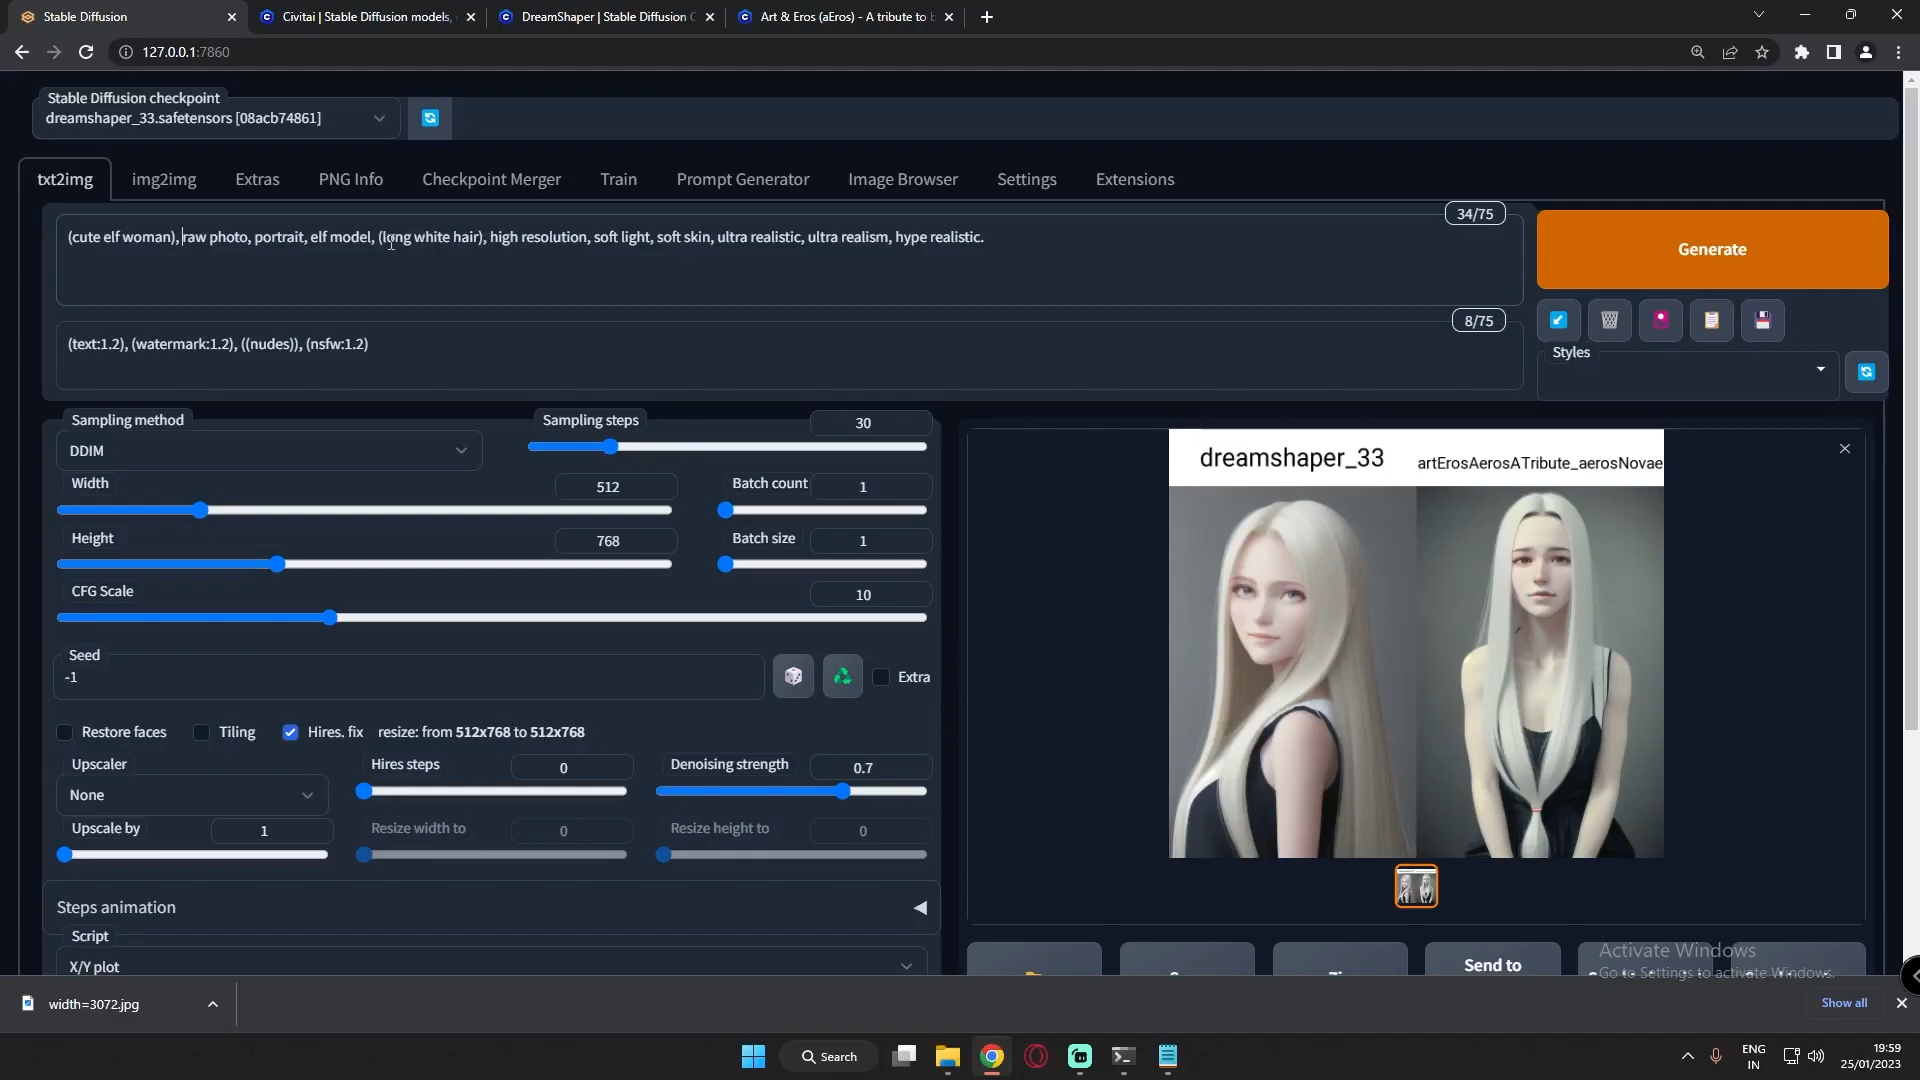 Stable Diffusion
Civitai | Stable Diffusion models,
DreamShaper | Stable Diffusion C
Art & Eros (aEros) - A tribute to b
127.0.0.1:7860
Stable Diffusion checkpoint
dreamshaper_33.safetensors [08acb74861]
txt2img
img2img
Extras
PNG Info
Checkpoint Merger
Train
Prompt Generator
Image Browser
Settings
Extensions
34/75
(cute elf woman), raw photo, portrait, elf model, (long white hair), high resolution, soft light, soft skin, ultra realistic, ultra realism, hype realistic.
Generate
8/75
(text:1.2), (watermark:1.2), ((nudes)), (nsfw:1.2)
Styles
Sampling method
DDIM
Sampling steps
30
Width
512
Batch count
1
Height
768
Batch size
1
CFG Scale
10
Seed
-1
Extra
Restore faces
Tiling
Hires. fix
resize: from 512x768 to 512x768
Upscaler
None
Hires steps
0
Denoising strength
0.7
Upscale by
1
Resize width to
0
Resize height to
0
Steps animation
Script
X/Y plot
dreamshaper_33
artErosAerosATribute_aerosNovae
Send to
Activate Windows
Go to Settings to activate Windows.
width=3072.jpg
Show all
Search
ENG
IN
19:59
25/01/2023